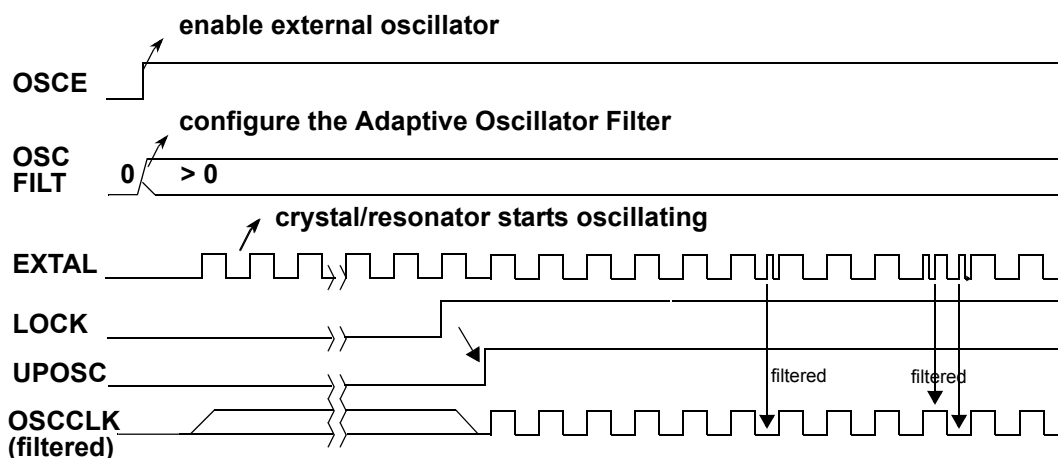 enable external oscillator
OSCE
configure the Adaptive Oscillator Filter
OSC
FILT
0 > 0
crystal/resonator starts oscillating
EXTAL
LOCK
UPOSC
filtered filtered
OSCCLK
(filtered)